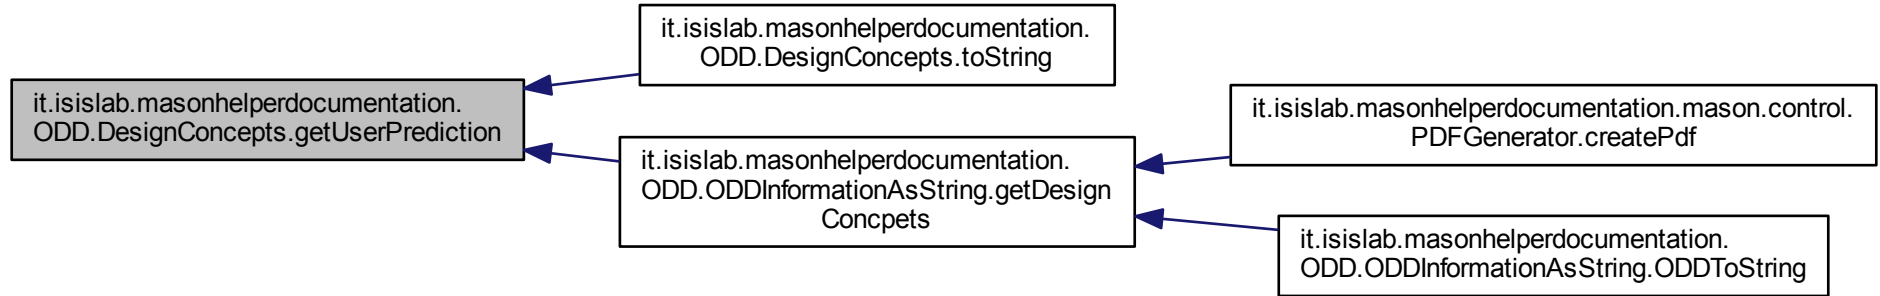 it.isislab.masonhelperdocumentation.
ODD.DesignConcepts.getUserPrediction
it.isislab.masonhelperdocumentation.
ODD.DesignConcepts.toString
it.isislab.masonhelperdocumentation.
ODD.ODDInformationAsString.getDesign
Concpets
it.isislab.masonhelperdocumentation.mason.control.
PDFGenerator.createPdf
it.isislab.masonhelperdocumentation.
ODD.ODDInformationAsString.ODDToString